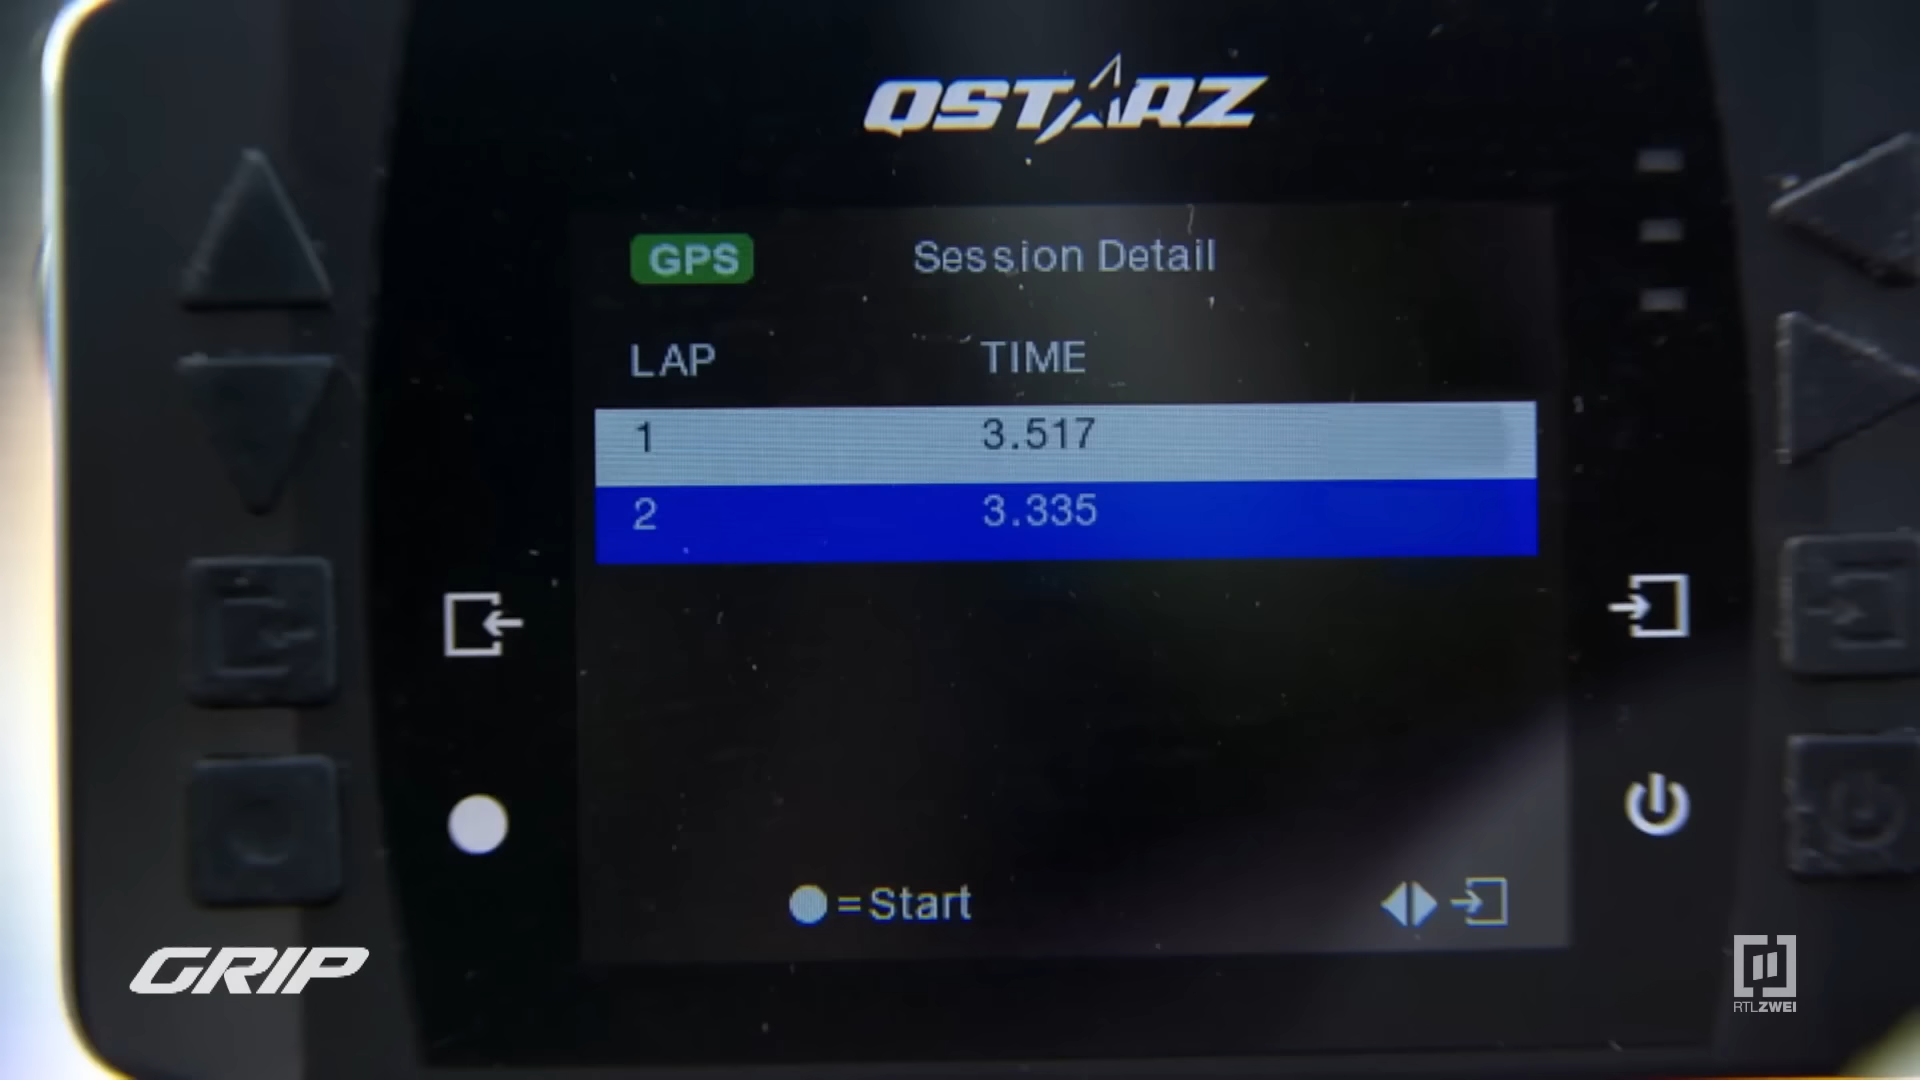 QSTARZ
GPS Session Detail
LAP TIME
1 3.517
2 3.335
=Start
GRIP
RTLZWEI